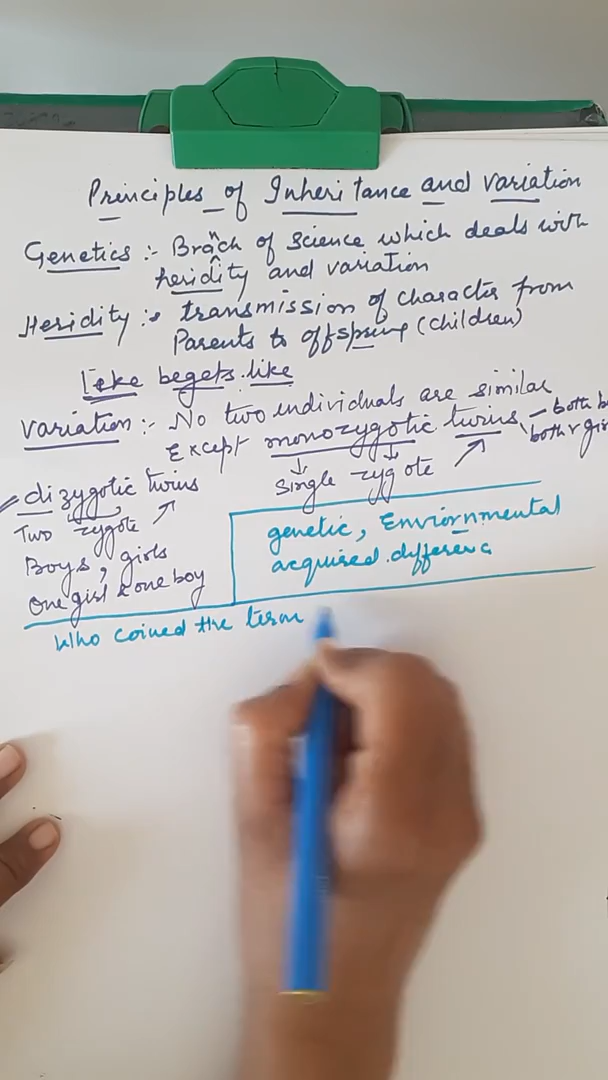 Principles of Inheritance and variation
Genetics :- Branch of science which deals with
heridity and variation
Heridity :- transmission of character from
Parents to offspring (children)
Like begets like
variation :- No two individuals are similar
Except monozygotic twins - both b
both girl
Single zygote
dizygotic twins
Two zygote
Boys, girls
One girl & one boy
genetic, Enviornmental
acquired differenc
Who coined the term